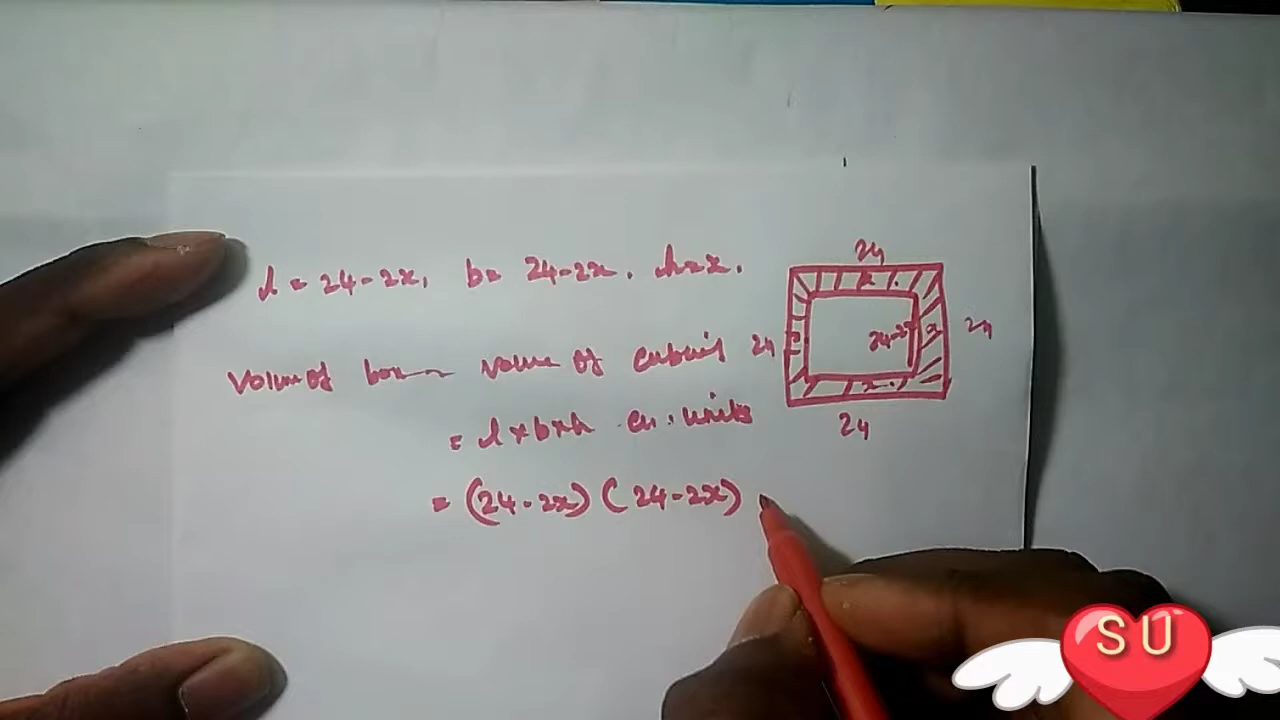 l = 24-2x, b= 24-2x. h=x.
24
24
Volume of box = volume of cuboid
24
24-2x
x
x
x
= l×b×h cu.units
24
= (24-2x) (24-2x)
SU